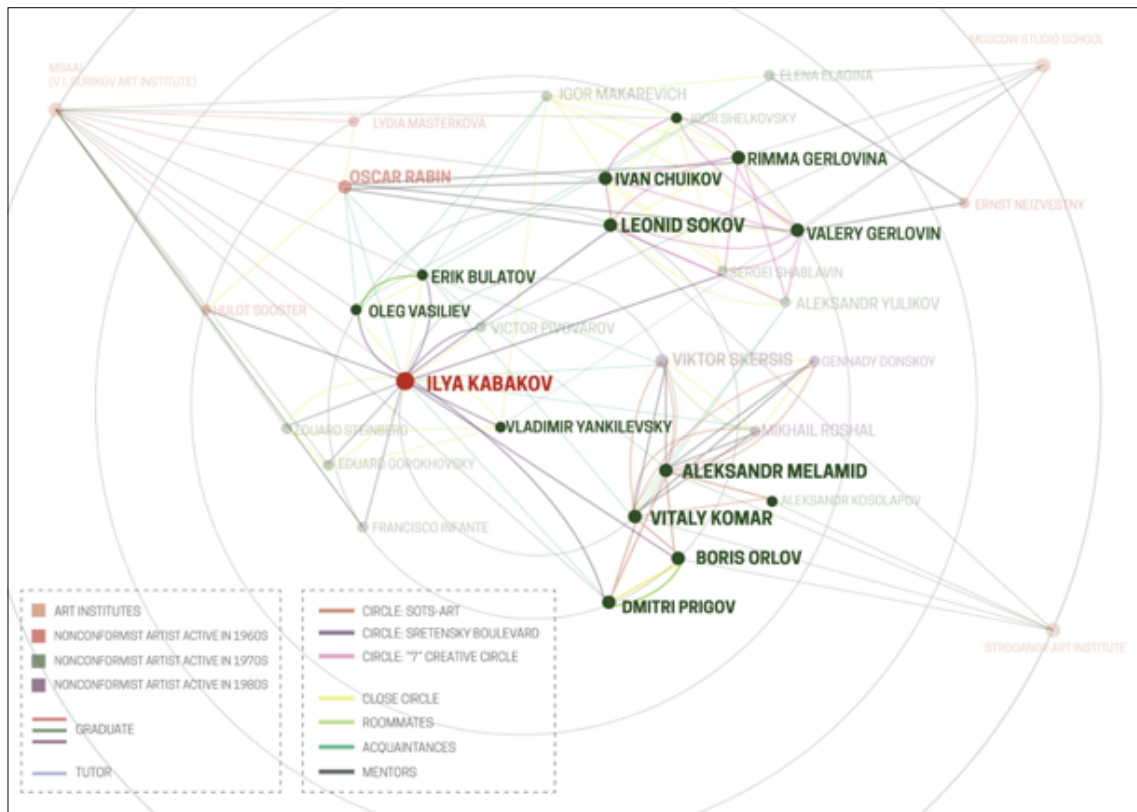 MOSCOW STUDIO SCHOOL
MSAAI
(V.I. SURIKOV ART INSTITUTE)
ELENA ELAGINA
IGOR MAKAREVICH
LYDIA MASTERKOVA
IGOR SHELKOVSKY
RIMMA GERLOVINA
OSCAR RABIN
IVAN CHUIKOV
ERNST NEIZVESTNY
LEONID SOKOV
VALERY GERLOVIN
ERIK BULATOV
SERGEI SHABLAVIN
HULOT SOOSTER
OLEG VASILIEV
ALEKSANDR YULIKOV
VICTOR PIVOVAROV
VIKTOR SKERSIS
GENNADY DONSKOY
ILYA KABAKOV
EDUARD STEINBERG
VLADIMIR YANKILEVSKY
MIKHAIL ROSHAL
EDUARD GOROKHOVSKY
ALEKSANDR MELAMID
ALEKSANDR KOSOLAPOV
VITALY KOMAR
FRANCISCO INFANTE
BORIS ORLOV
DMITRI PRIGOV
STROGANOV ART INSTITUTE
ART INSTITUTES
NONCONFORMIST ARTIST ACTIVE IN 1960S
NONCONFORMIST ARTIST ACTIVE IN 1970S
NONCONFORMIST ARTIST ACTIVE IN 1980S
GRADUATE
TUTOR
CIRCLE: SOTS-ART
CIRCLE: SRETENSKY BOULEVARD
CIRCLE: "7" CREATIVE CIRCLE
CLOSE CIRCLE
ROOMMATES
ACQUAINTANCES
MENTORS